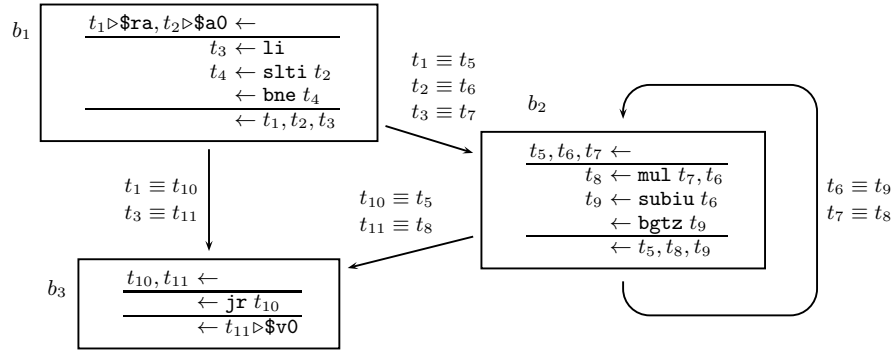 b₁
t₁▹$ra, t₂▹$a0 ←
t₃ ← li
t₄ ← slti t₂
← bne t₄
← t₁, t₂, t₃
t₁ ≡ t₅
t₂ ≡ t₆
t₃ ≡ t₇
b₂
t₅, t₆, t₇ ←
t₈ ← mul t₇, t₆
t₉ ← subiu t₆
← bgtz t₉
← t₅, t₈, t₉
t₆ ≡ t₉
t₇ ≡ t₈
t₁ ≡ t₁₀
t₃ ≡ t₁₁
t₁₀ ≡ t₅
t₁₁ ≡ t₈
b₃
t₁₀, t₁₁ ←
← jr t₁₀
← t₁₁▹$v0